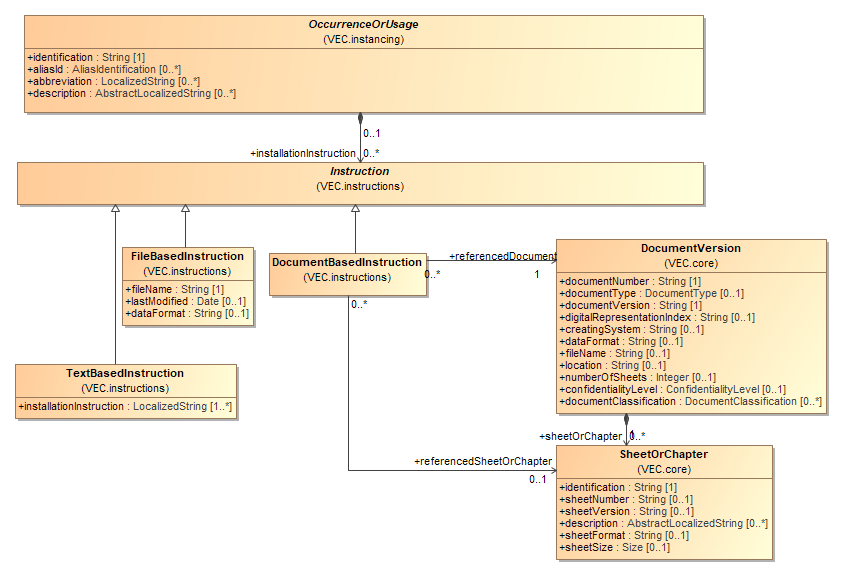 OccurrenceOrUsage
(VEC.instancing)
+identification : String [1]
+aliasId : AliasIdentification [0..*]
+abbreviation : LocalizedString [0..*]
+description : AbstractLocalizedString [0..*]
0..1
+installationInstruction 0..*
Instruction
(VEC.instructions)
FileBasedInstruction
(VEC.instructions)
+fileName : String [1]
+lastModified : Date [0..1]
+dataFormat : String [0..1]
DocumentBasedInstruction
(VEC.instructions)
+referencedDocument
0..*
1
0..*
DocumentVersion
(VEC.core)
+documentNumber : String [1]
+documentType : DocumentType [0..1]
+documentVersion : String [1]
+digitalRepresentationIndex : String [0..1]
+creatingSystem : String [0..1]
+dataFormat : String [0..1]
+fileName : String [0..1]
+location : String [0..1]
+numberOfSheets : Integer [0..1]
+confidentialityLevel : ConfidentialityLevel [0..1]
+documentClassification : DocumentClassification [0..*]
TextBasedInstruction
(VEC.instructions)
+installationInstruction : LocalizedString [1..*]
1
+sheetOrChapter 0..*
+referencedSheetOrChapter
0..1
SheetOrChapter
(VEC.core)
+identification : String [1]
+sheetNumber : String [0..1]
+sheetVersion : String [0..1]
+description : AbstractLocalizedString [0..*]
+sheetFormat : String [0..1]
+sheetSize : Size [0..1]